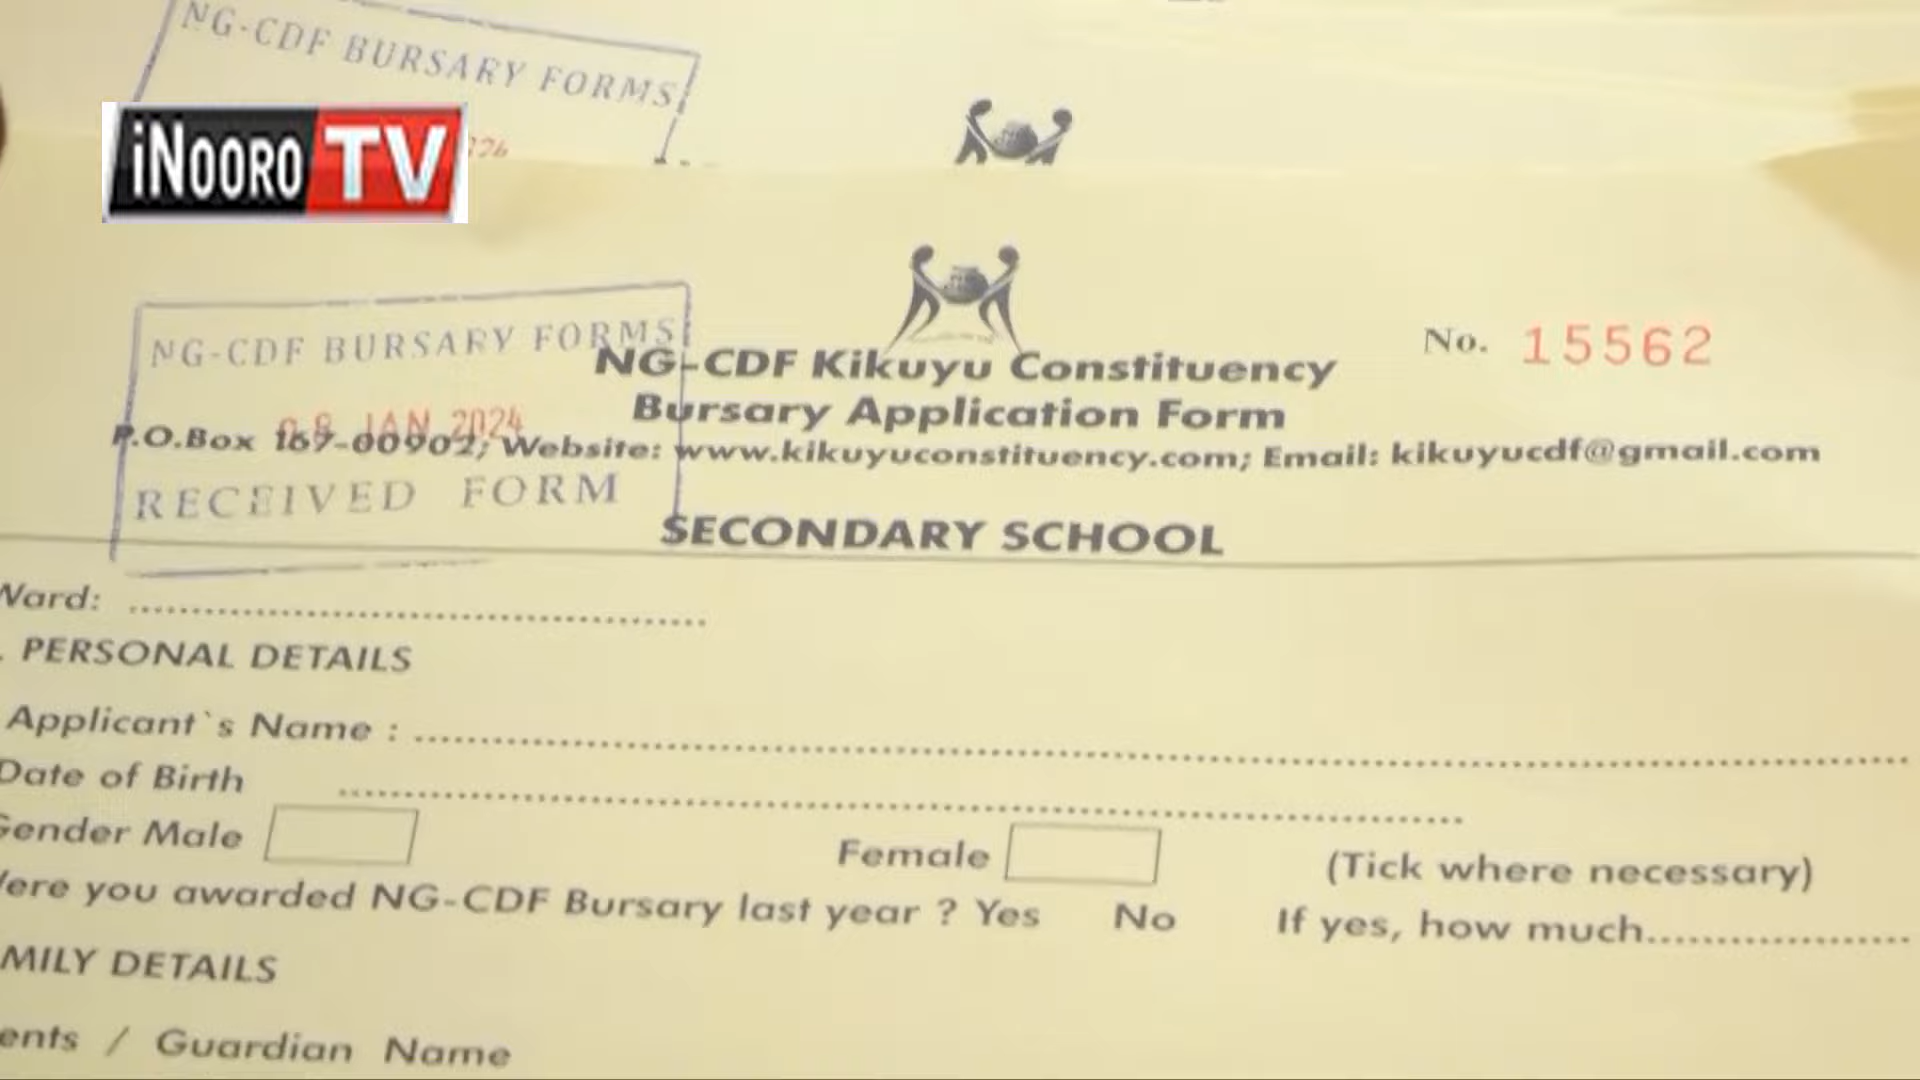 NG-CDF BURSARY FORMS
iNOORO TV
NG-CDF BURSARY FORMS
JAN 2024
RECEIVED FORM
No. 15562
NG-CDF Kikuyu Constituency
Bursary Application Form
P.O.Box 167-00902; Website: www.kikuyuconstituency.com; Email: kikuyucdf@gmail.com
SECONDARY SCHOOL
Ward:
PERSONAL DETAILS
Applicant`s Name :
Date of Birth
Gender Male Female (Tick where necessary)
Were you awarded NG-CDF Bursary last year ? Yes No If yes, how much
MILY DETAILS
ents / Guardian Name